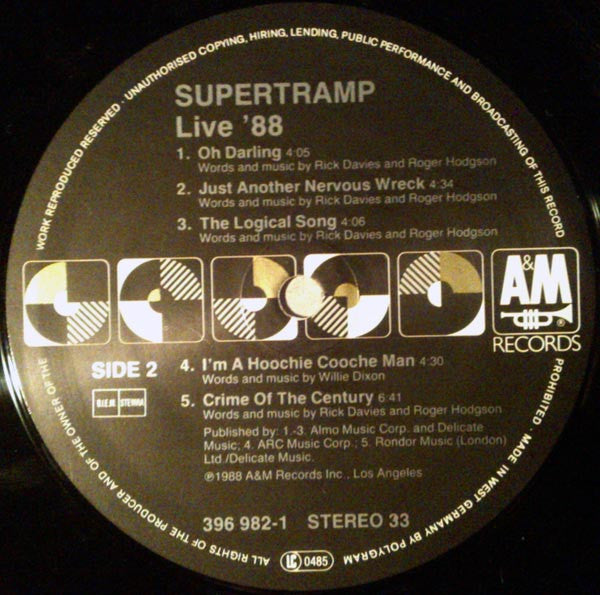 WORK REPRODUCED RESERVED · UNAUTHORISED COPYING, HIRING, LENDING, PUBLIC PERFORMANCE AND BROADCASTING OF THIS RECORD
SUPERTRAMP
Live '88
1. Oh Darling 4:05
Words and music by Rick Davies and Roger Hodgson
2. Just Another Nervous Wreck 4:34
Words and music by Rick Davies and Roger Hodgson
3. The Logical Song 4:06
Words and music by Rick Davies and Roger Hodgson
A&M
®
RECORDS
SIDE 2
B.I.E.M. STEMRA
4. I'm A Hoochie Cooche Man 4:30
Words and music by Willie Dixon
5. Crime Of The Century 6:41
Words and music by Rick Davies and Roger Hodgson
Published by: 1.-3. Almo Music Corp. and Delicate
Music; 4. ARC Music Corp.; 5. Rondor Music (London)
Ltd./Delicate Music.
℗1988 A&M Records Inc., Los Angeles
396 982-1 STEREO 33
LC 0485
ALL RIGHTS OF THE PRODUCER AND OF THE OWNER OF THE
PROHIBITED · MADE IN WEST GERMANY BY POLYGRAM